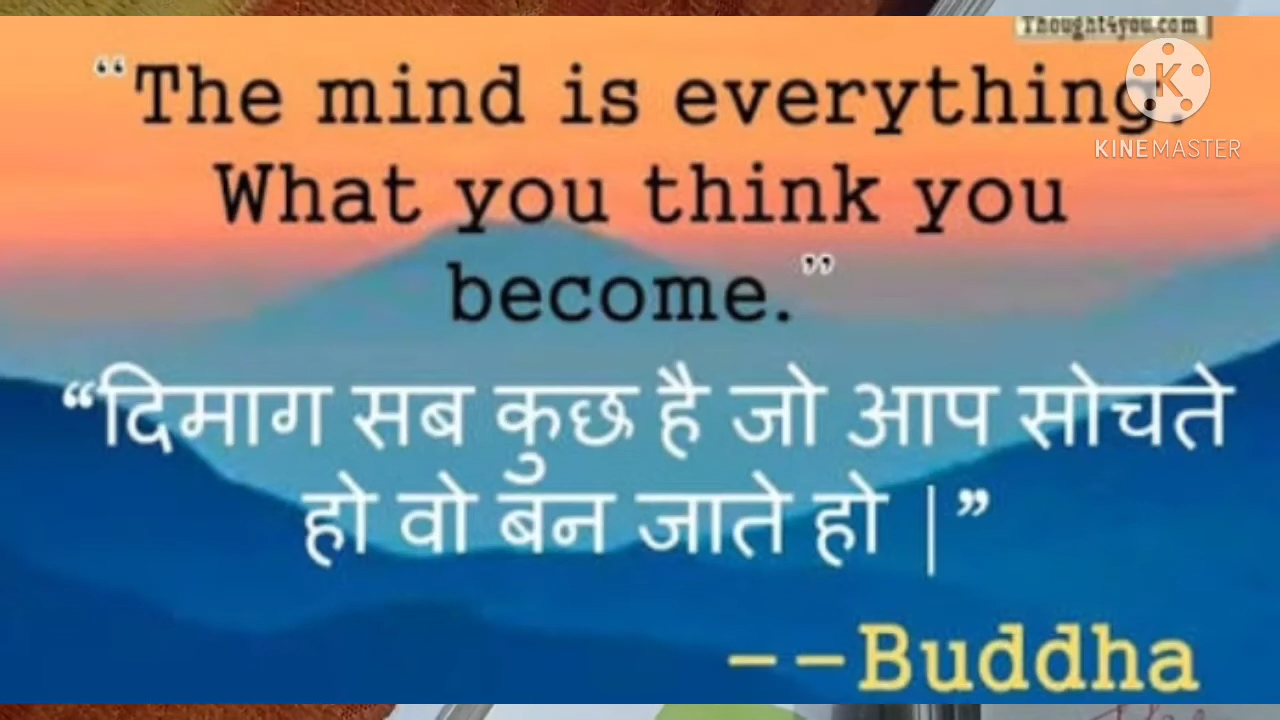 Thought4you.com
“The mind is everything.
KINEMASTER
What you think you
become.”
“दिमाग सब कुछ है जो आप सोचते
हो वो बन जाते हो |”
--Buddha